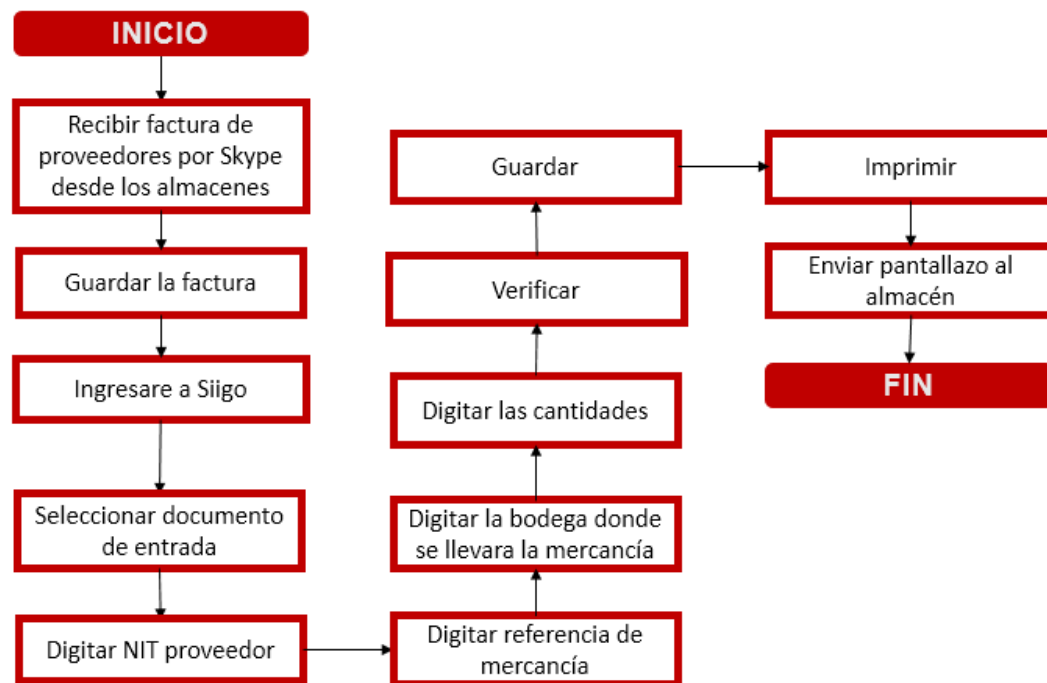 INICIO
Recibir factura de
proveedores por Skype
desde los almacenes
Guardar la factura
Ingresare a Siigo
Seleccionar documento
de entrada
Digitar NIT proveedor
Digitar referencia de
mercancía
Digitar la bodega donde
se llevara la mercancía
Digitar las cantidades
Verificar
Guardar
Imprimir
Enviar pantallazo al
almacén
FIN